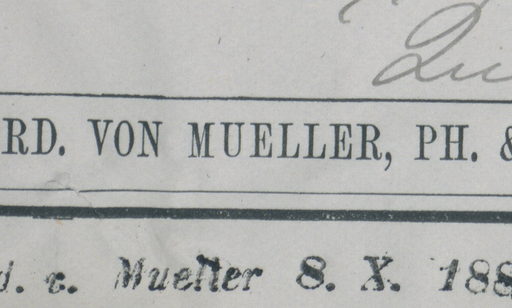 RD. VON MUELLER, PH. &
d. v. Mueller 8. X. 188